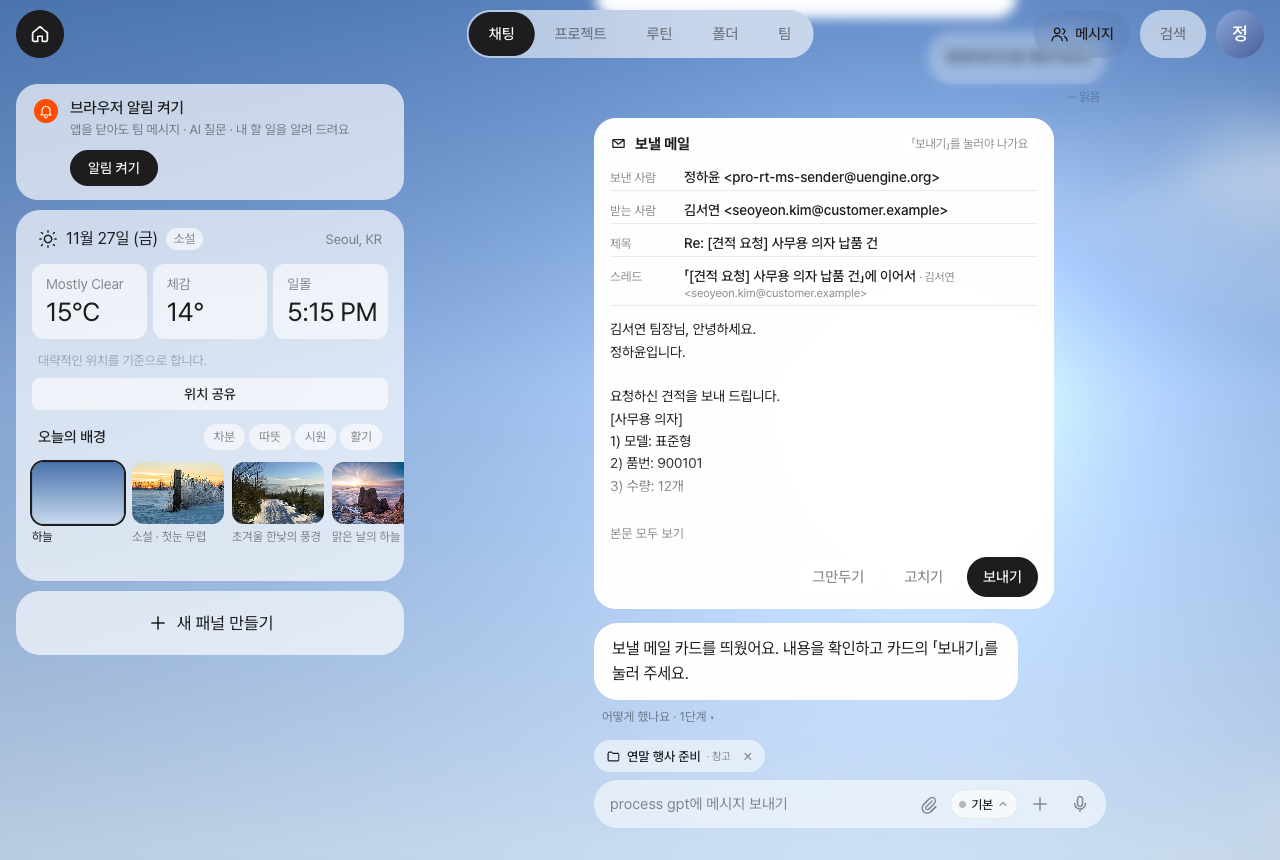 채팅
프로젝트
루틴
폴더
팀
메시지
검색
정
브라우저 알림 켜기
앱을 닫아도 팀 메시지 · AI 질문 · 내 할 일을 알려 드려요
알림 켜기
11월 27일 (금)
소설
Seoul, KR
Mostly Clear
15°C
체감
14°
일몰
5:15 PM
대략적인 위치를 기준으로 합니다.
위치 공유
오늘의 배경
차분
따뜻
시원
활기
하늘
소설 · 첫눈 무렵
초겨울 한낮의 풍경
맑은 날의 하늘
새 패널 만들기
··· 읽음
보낼 메일
「보내기」를 눌러야 나가요
보낸 사람
정하윤 <pro-rt-ms-sender@uengine.org>
받는 사람
김서연 <seoyeon.kim@customer.example>
제목
Re: [견적 요청] 사무용 의자 납품 건
스레드
「[견적 요청] 사무용 의자 납품 건」에 이어서 · 김서연
<seoyeon.kim@customer.example>
김서연 팀장님, 안녕하세요.
정하윤입니다.
요청하신 견적을 보내 드립니다.
[사무용 의자]
1) 모델: 표준형
2) 품번: 900101
3) 수량: 12개
본문 모두 보기
그만두기
고치기
보내기
보낼 메일 카드를 띄웠어요. 내용을 확인하고 카드의 「보내기」를
눌러 주세요.
어떻게 했나요 · 1단계
연말 행사 준비 · 참고
process gpt에 메시지 보내기
기본